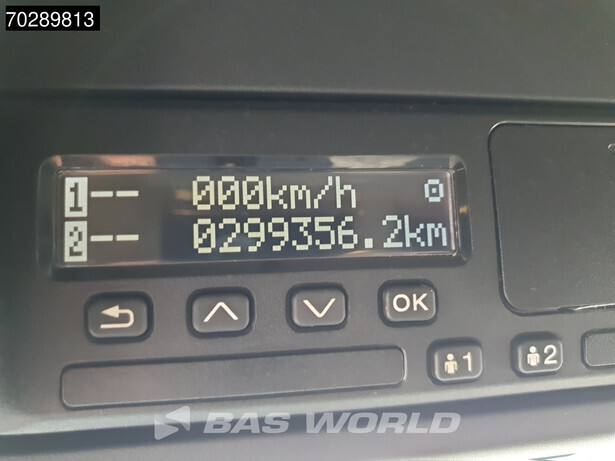 70289813
1 -- 000km/h
2 -- 0299356.2km
OK
1 2
BAS WORLD